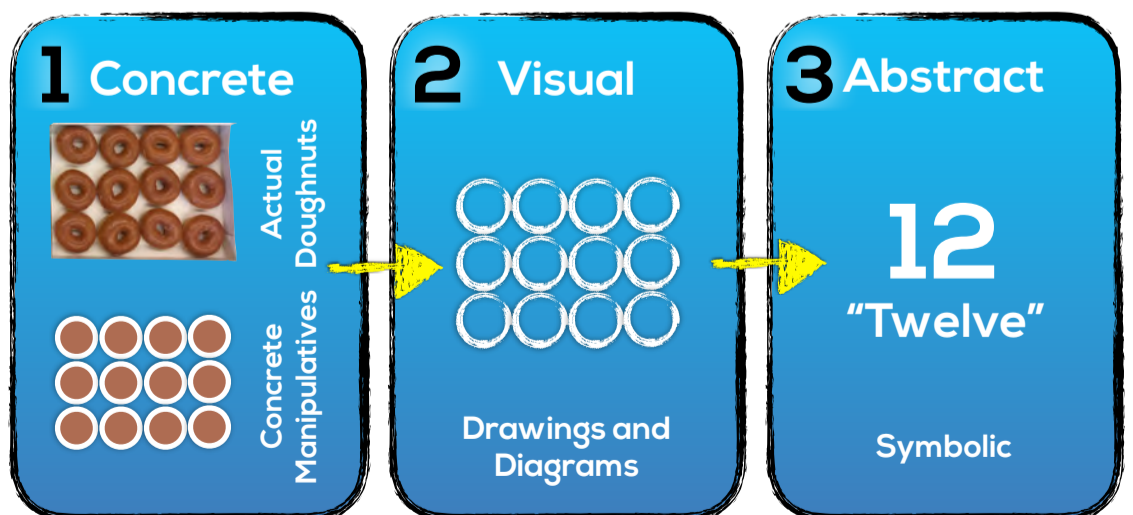 1 Concrete
Actual
Doughnuts
Concrete
Manipulatives
2 Visual
Drawings and
Diagrams
3 Abstract
12
“Twelve”
Symbolic